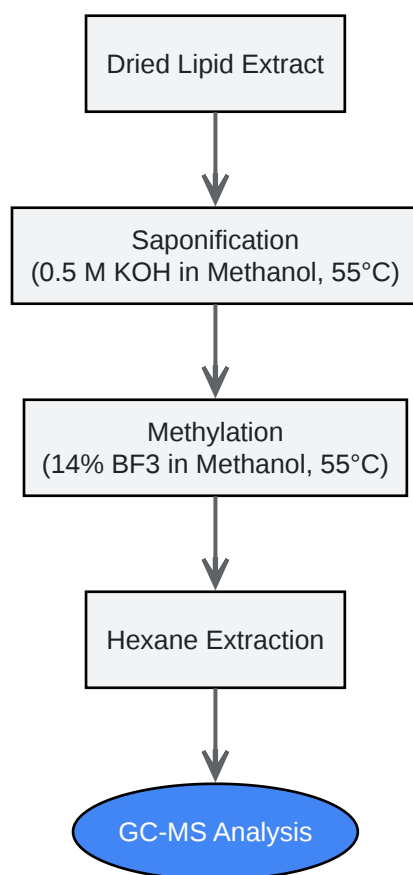 Dried Lipid Extract
Saponification
(0.5 M KOH in Methanol, 55°C)
Methylation
(14% BF3 in Methanol, 55°C)
Hexane Extraction
GC-MS Analysis